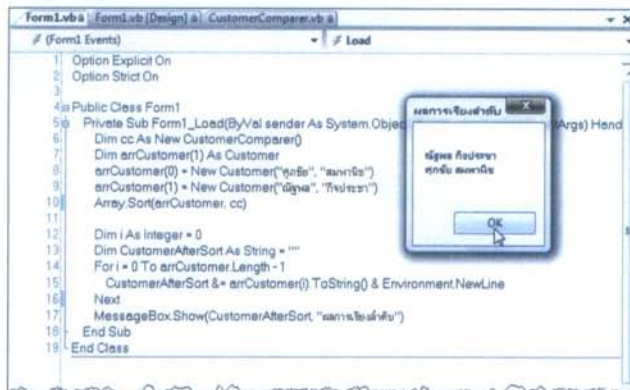 Form1.vb Form1.vb [Design] CustomerComparer.vb
(Form1 Events) Load
1 Option Explicit On
2 Option Strict On
3
4 Public Class Form1
5 Private Sub Form1_Load(ByVal sender As System.Objec Args) Hand
6 Dim cc As New CustomerComparer()
7 Dim arrCustomer(1) As Customer
8 arrCustomer(0) = New Customer("ศุภชัย", "สมพานิช")
9 arrCustomer(1) = New Customer("ณัฐพล", "กิจประชา")
10 Array.Sort(arrCustomer, cc)
11
12 Dim i As Integer = 0
13 Dim CustomerAfterSort As String = ""
14 For i = 0 To arrCustomer.Length - 1
15 CustomerAfterSort &= arrCustomer(i).ToString() & Environment.NewLine
16 Next
17 MessageBox.Show(CustomerAfterSort, "ผลการเรียงลำดับ")
18 End Sub
19 End Class
ผลการเรียงลำดับ
ณัฐพล กิจประชา
ศุภชัย สมพานิช
OK